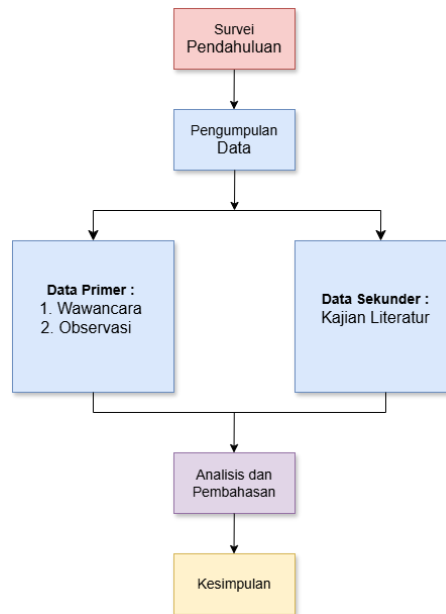 Survei
Pendahuluan
Pengumpulan
Data
Data Primer :
1. Wawancara
2. Observasi
Data Sekunder :
Kajian Literatur
Analisis dan
Pembahasan
Kesimpulan